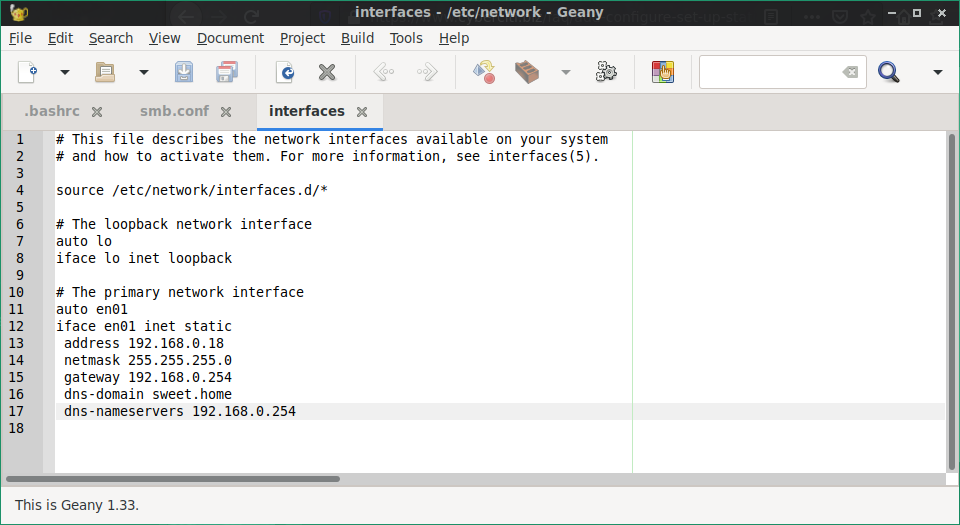 interfaces - /etc/network - Geany
File Edit Search View Document Project Build Tools Help
.bashrc smb.conf interfaces
1 # This file describes the network interfaces available on your system
2 # and how to activate them. For more information, see interfaces(5).
3
4 source /etc/network/interfaces.d/*
5
6 # The loopback network interface
7 auto lo
8 iface lo inet loopback
9
10 # The primary network interface
11 auto en01
12 iface en01 inet static
13 address 192.168.0.18
14 netmask 255.255.255.0
15 gateway 192.168.0.254
16 dns-domain sweet.home
17 dns-nameservers 192.168.0.254
18
This is Geany 1.33.